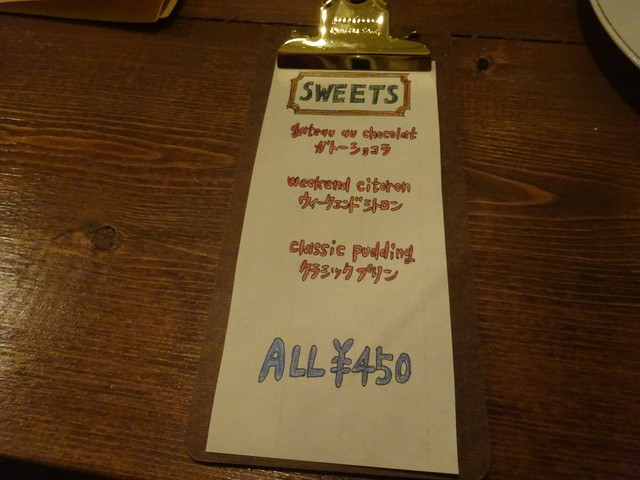 SWEETS
gateau au chocolat
ガトーショコラ
weekend citoron
ウィークエンドシトロン
classic pudding
クラシックプリン
ALL ¥450